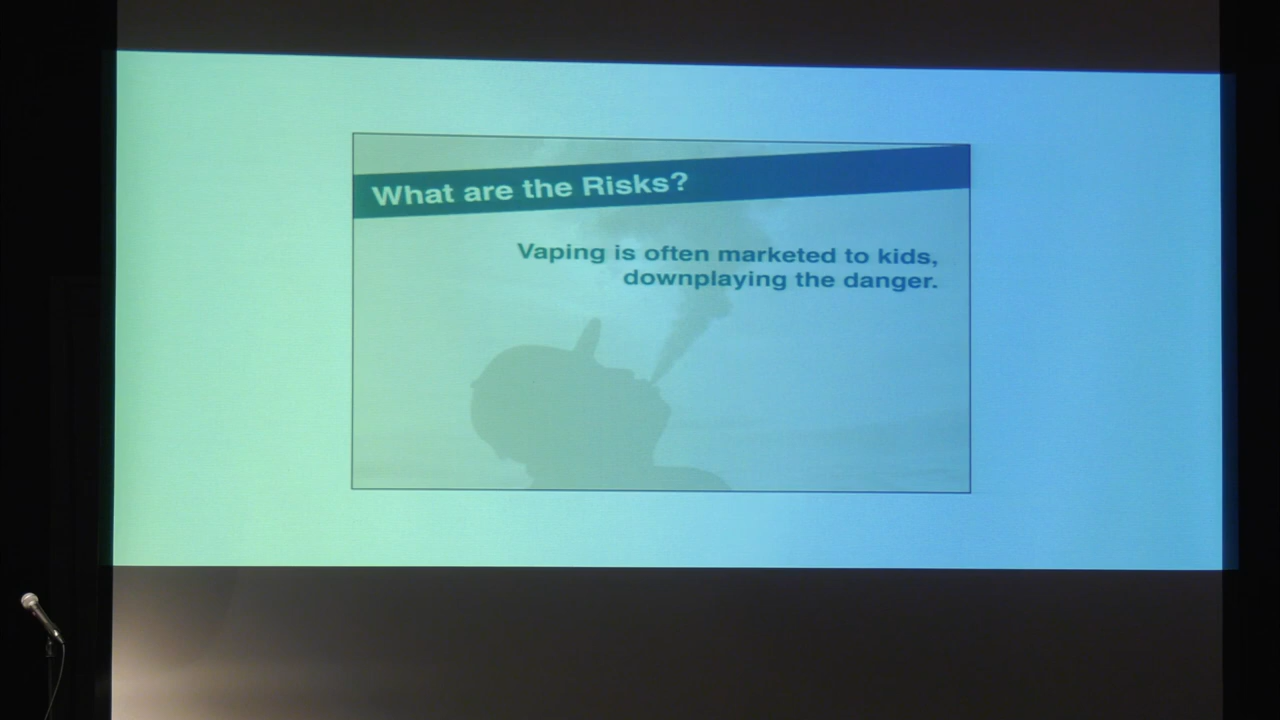 What are the Risks?
Vaping is often marketed to kids,
downplaying the danger.